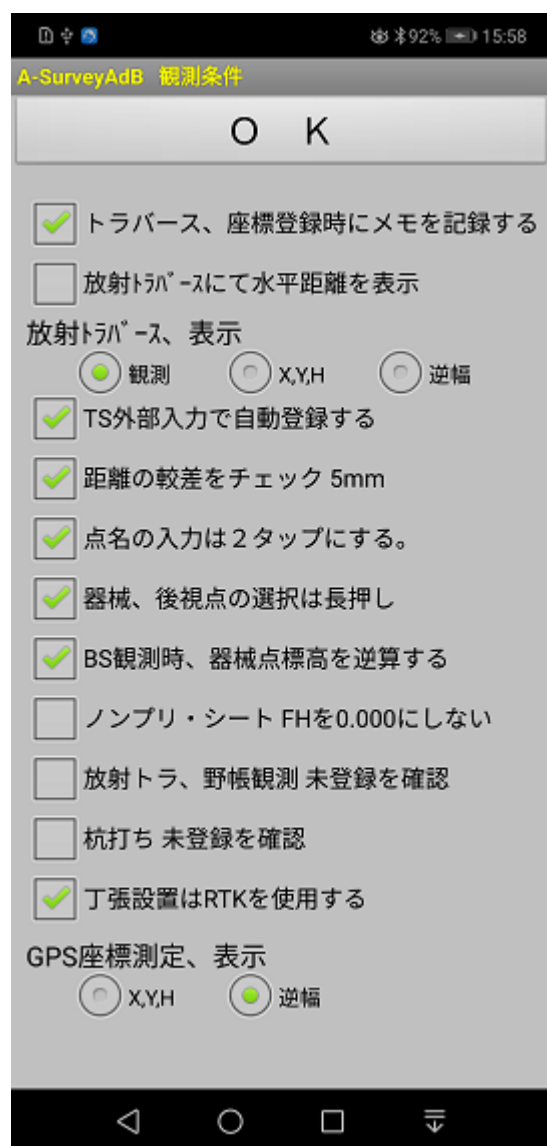 92% 15:58
A-SurveyAdB 観測条件
O K
トラバース、座標登録時にメモを記録する
放射ﾄﾗﾊﾞｰｽにて水平距離を表示
放射ﾄﾗﾊﾞｰｽ、表示
観測 X,Y,H 逆幅
TS外部入力で自動登録する
距離の較差をチェック 5mm
点名の入力は２タップにする。
器械、後視点の選択は長押し
BS観測時、器械点標高を逆算する
ノンプリ・シート FHを0.000にしない
放射トラ、野帳観測 未登録を確認
杭打ち 未登録を確認
丁張設置はRTKを使用する
GPS座標測定、表示
X,Y,H 逆幅